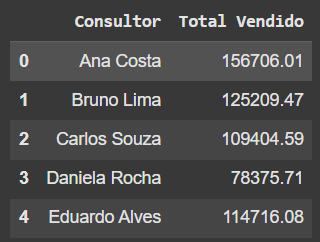 Consultor Total Vendido
0 Ana Costa 156706.01
1 Bruno Lima 125209.47
2 Carlos Souza 109404.59
3 Daniela Rocha 78375.71
4 Eduardo Alves 114716.08